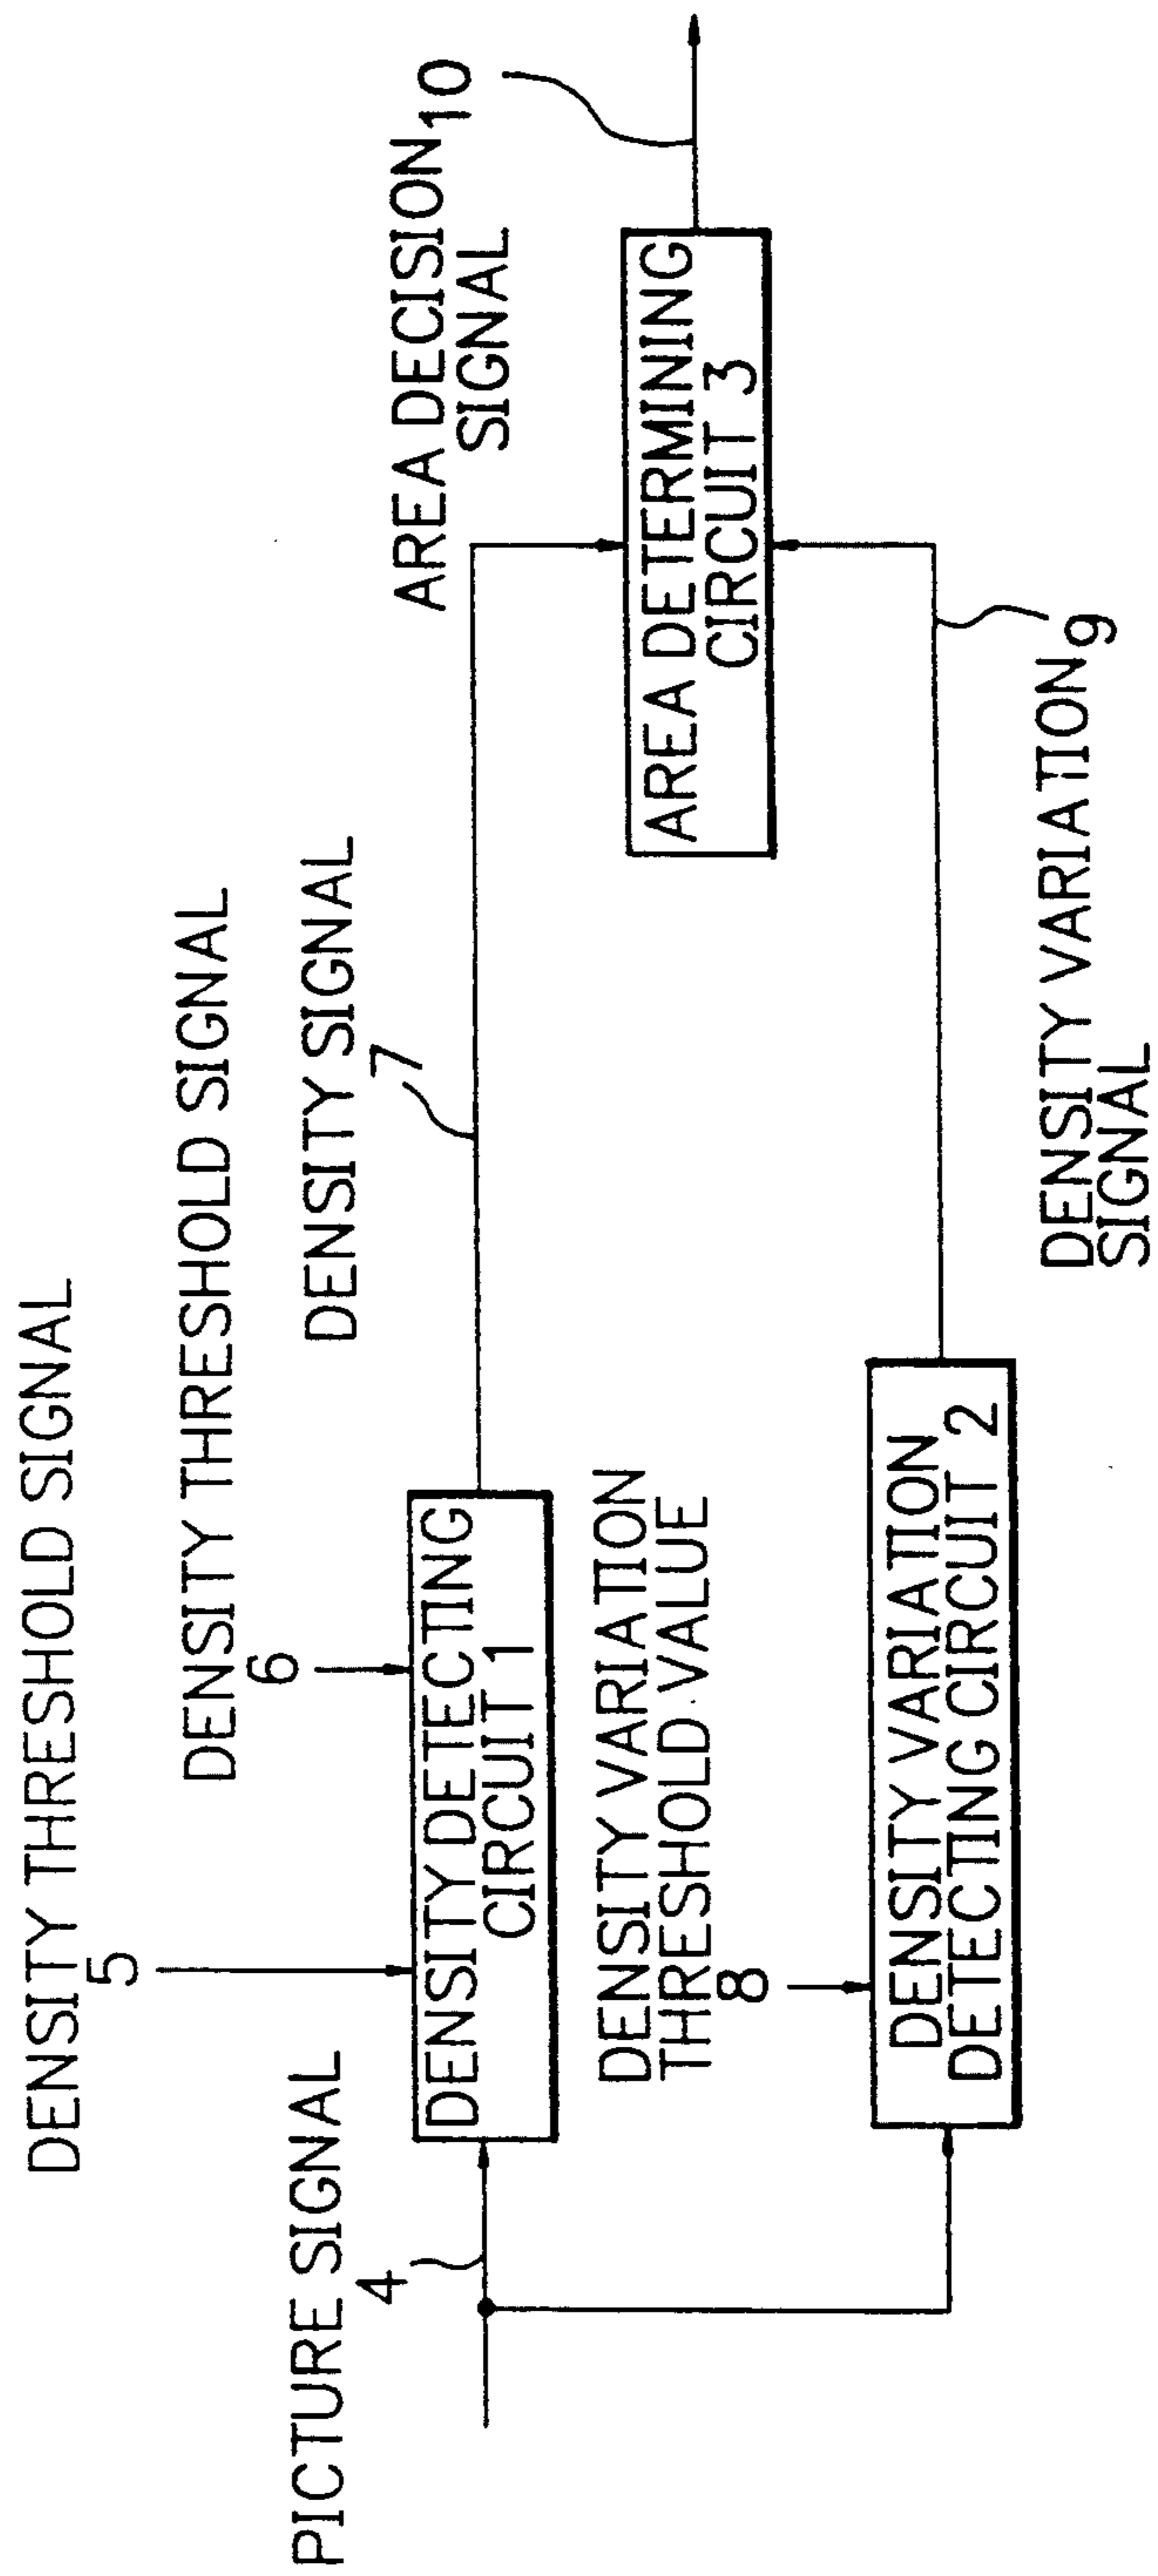 DENSITY THRESHOLD SIGNAL
5
DENSITY THRESHOLD SIGNAL
6
PICTURE SIGNAL
4
DENSITY SIGNAL
7
AREA DECISION 10
SIGNAL
DENSITY DETECTING
CIRCUIT 1
DENSITY VARIATION
THRESHOLD VALUE
8
AREA DETERMINING
CIRCUIT 3
DENSITY VARIATION
DETECTING CIRCUIT 2
DENSITY VARIATION 9
SIGNAL